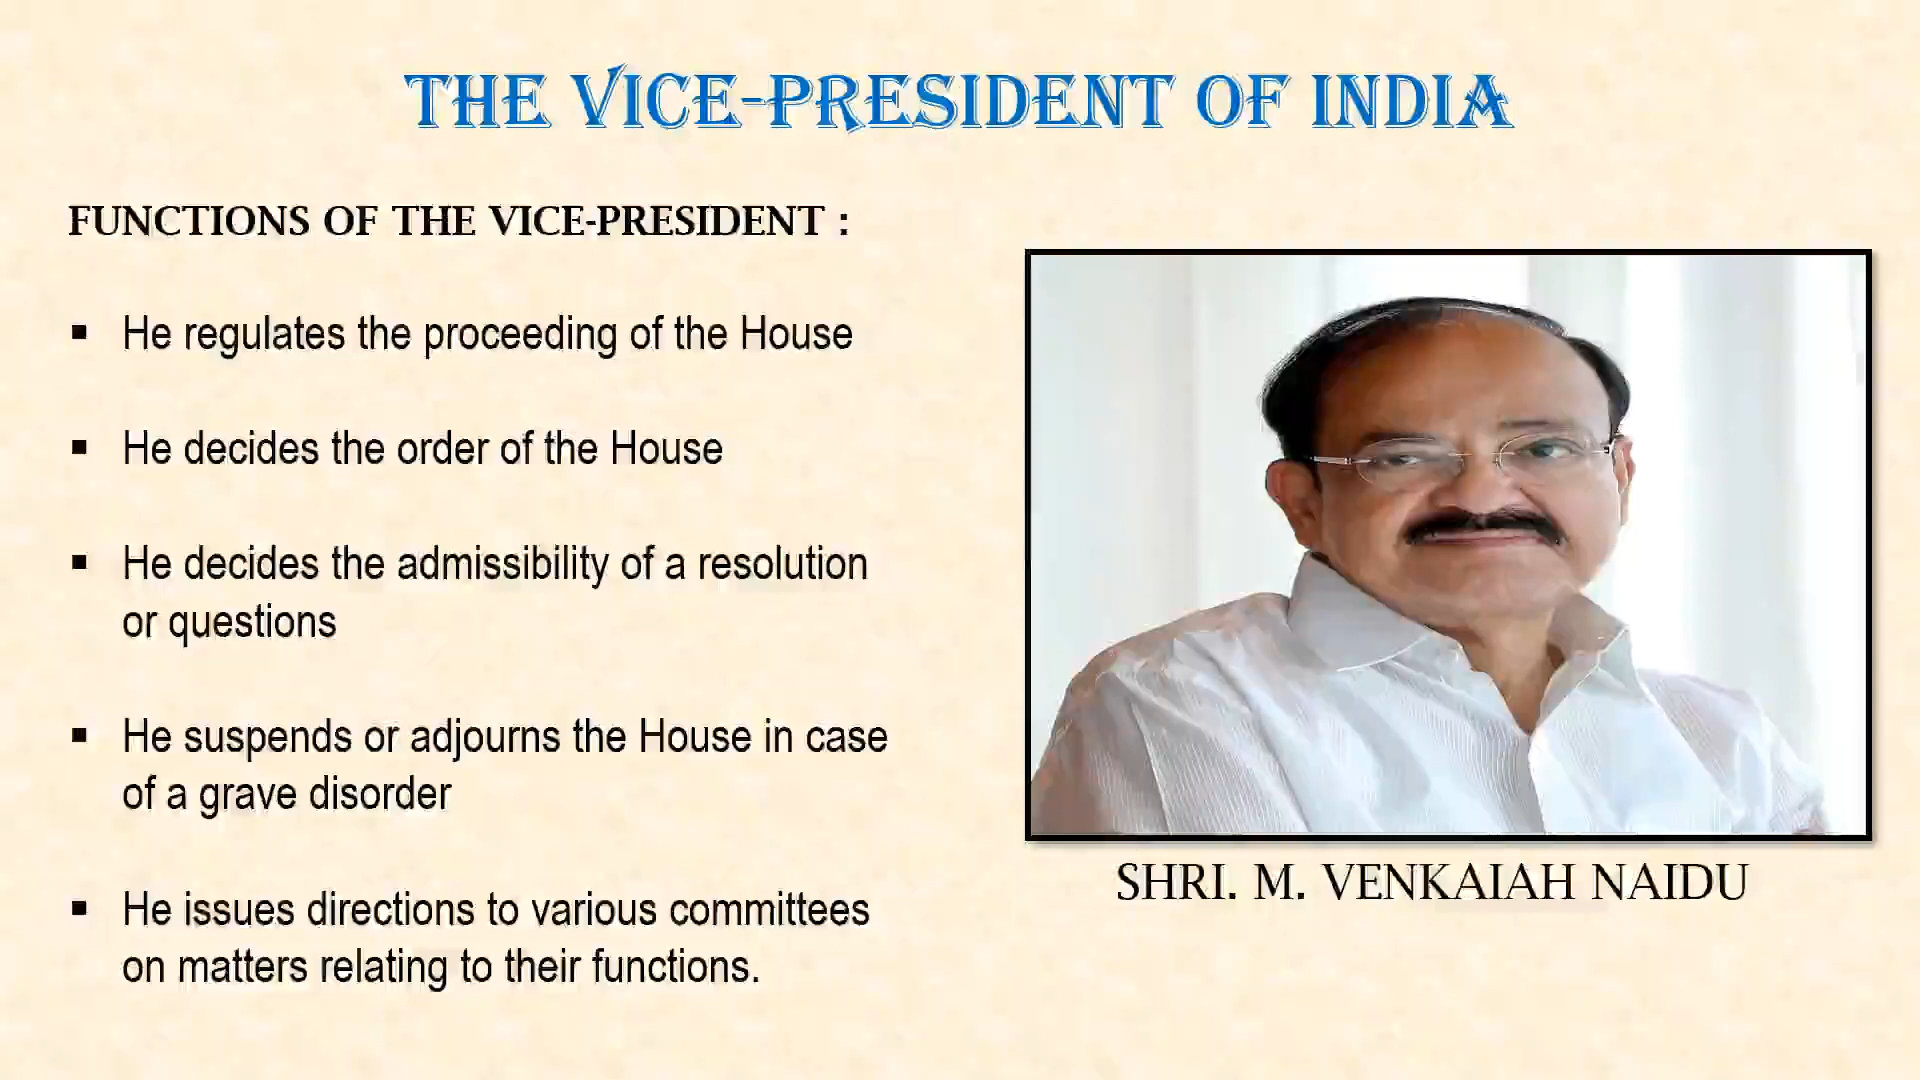 THE VICE-PRESIDENT OF INDIA
FUNCTIONS OF THE VICE-PRESIDENT :
▪ He regulates the proceeding of the House
▪ He decides the order of the House
▪ He decides the admissibility of a resolution
or questions
▪ He suspends or adjourns the House in case
of a grave disorder
▪ He issues directions to various committees
on matters relating to their functions.
SHRI. M. VENKAIAH NAIDU